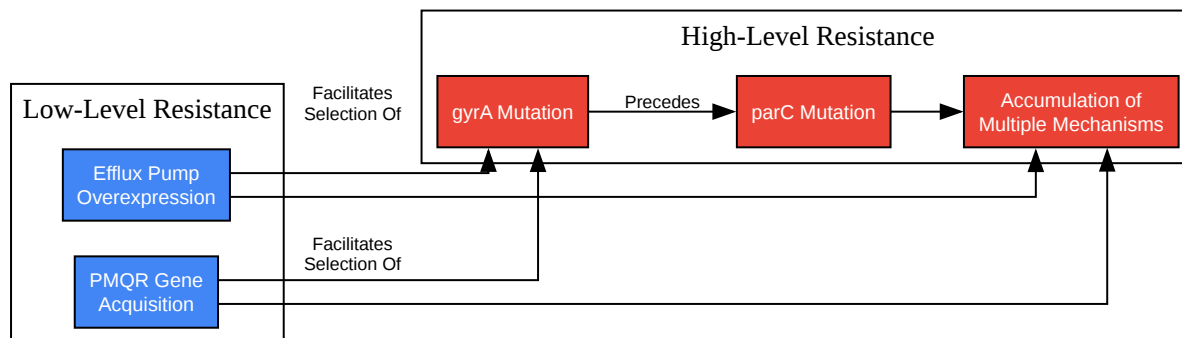 High-Level Resistance
Low-Level Resistance
Facilitates
Selection Of
gyrA Mutation
Precedes
parC Mutation
Accumulation of
Multiple Mechanisms
Efflux Pump
Overexpression
Facilitates
Selection Of
PMQR Gene
Acquisition